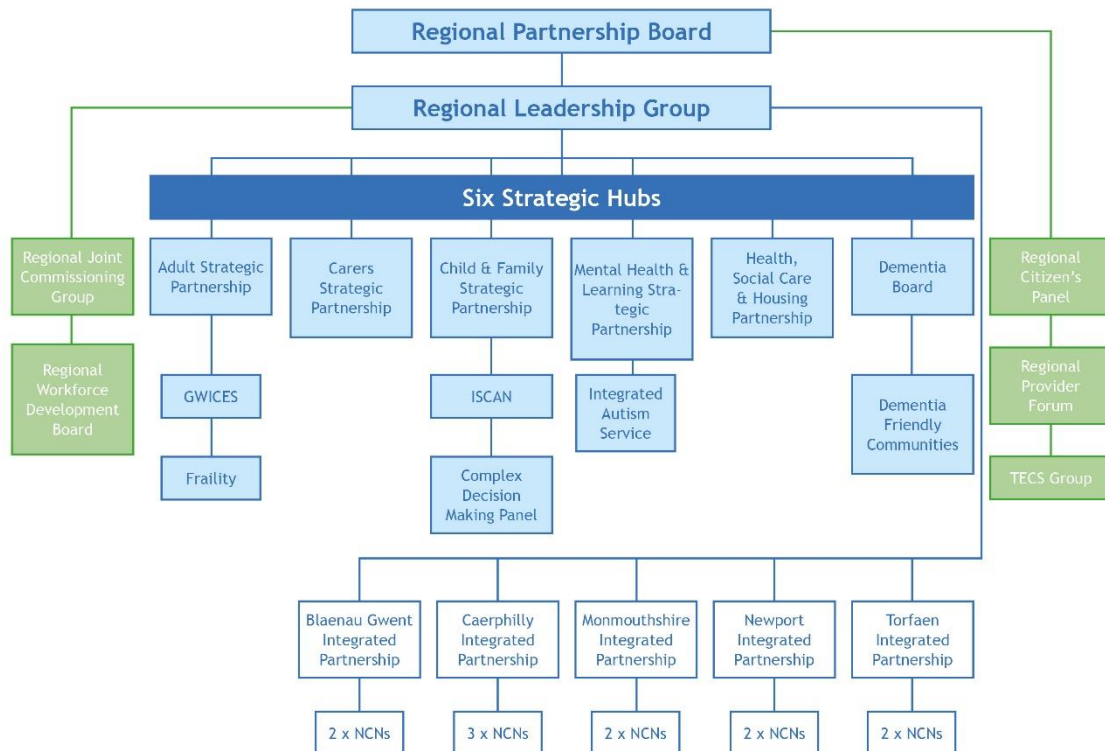 Regional Partnership Board
Regional Leadership Group
Six Strategic Hubs
Regional Joint
Commissioning
Group
Regional
Workforce
Development
Board
Adult Strategic
Partnership
GWICES
Fraility
Carers
Strategic
Partnership
Child & Family
Strategic
Partnership
ISCAN
Complex
Decision
Making Panel
Mental Health &
Learning Stra-
tegic
Partnership
Integrated
Autism
Service
Health,
Social Care
& Housing
Partnership
Dementia
Board
Dementia
Friendly
Communities
Regional
Citizen’s
Panel
Regional
Provider
Forum
TECS Group
Blaenau Gwent
Integrated
Partnership
2 x NCNs
Caerphilly
Integrated
Partnership
3 x NCNs
Monmouthshire
Integrated
Partnership
2 x NCNs
Newport
Integrated
Partnership
2 x NCNs
Torfaen
Integrated
Partnership
2 x NCNs